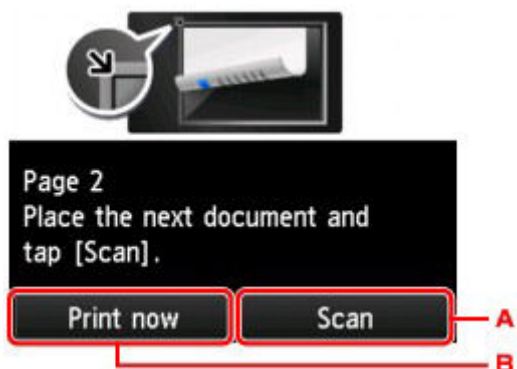 Page 2
Place the next document and
tap [Scan].
Print now Scan A
B